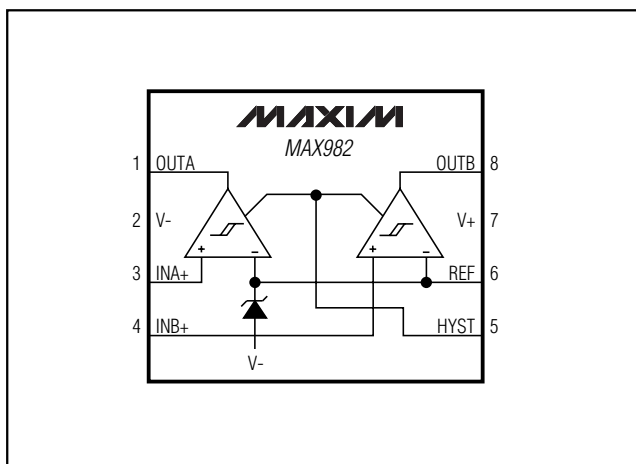 MAXIM
MAX982
1 OUTA OUTB 8
2 V- V+ 7
+ - + -
3 INA+ REF 6
4 INB+ HYST 5
V-